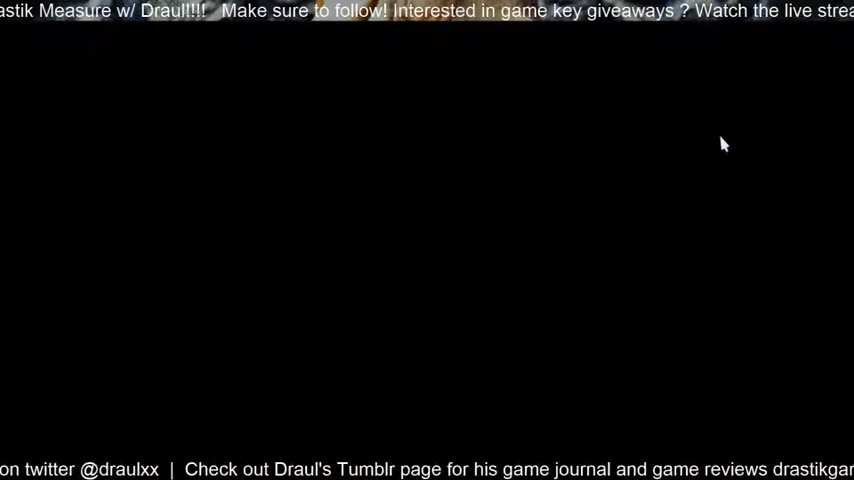 astik Measure w/ Draul!!!! Make sure to follow! Interested in game key giveaways ? Watch the live strea
on twitter @draulxx | Check out Draul's Tumblr page for his game journal and game reviews drastikgar